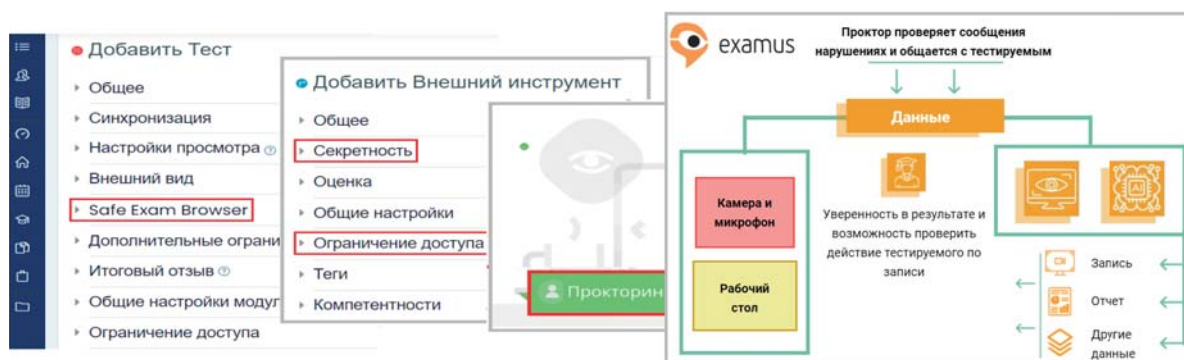 Добавить Тест
Общее
Синхронизация
Настройки просмотра
Внешний вид
Safe Exam Browser
Дополнительные ограни
Итоговый отзыв
Общие настройки модул
Ограничение доступа
Добавить Внешний инструмент
Общее
Секретность
Оценка
Общие настройки
Ограничение доступа
Теги
Компетентности
Прокторин
examus
Проктор проверяет сообщения
нарушениях и общается с тестируемым
Данные
Камера и
микрофон
Рабочий
стол
Уверенность в результате и
возможность проверить
действие тестируемого по
записи
AI
Запись
Отчет
Другие
данные